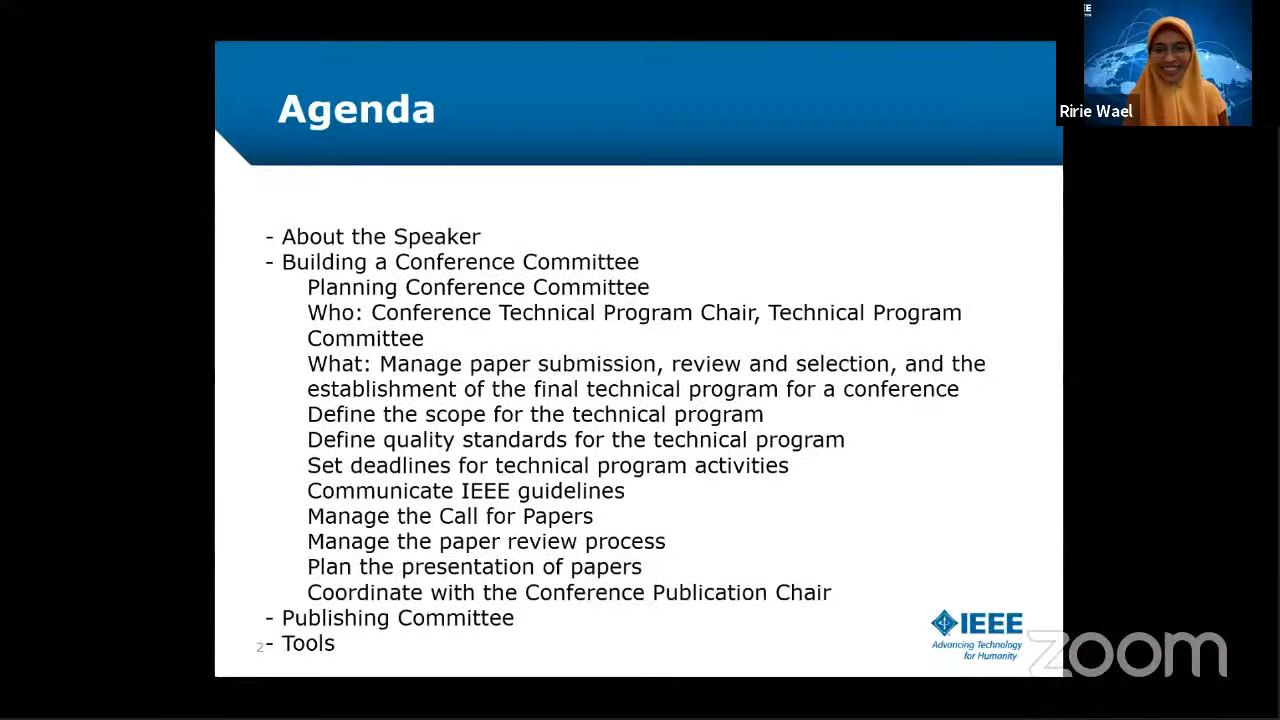 Agenda
- About the Speaker
- Building a Conference Committee
Planning Conference Committee
Who: Conference Technical Program Chair, Technical Program
Committee
What: Manage paper submission, review and selection, and the
establishment of the final technical program for a conference
Define the scope for the technical program
Define quality standards for the technical program
Set deadlines for technical program activities
Communicate IEEE guidelines
Manage the Call for Papers
Manage the paper review process
Plan the presentation of papers
Coordinate with the Conference Publication Chair
- Publishing Committee
- Tools
2
IEEE
Advancing Technology
for Humanity
zoom
Ririe Wael